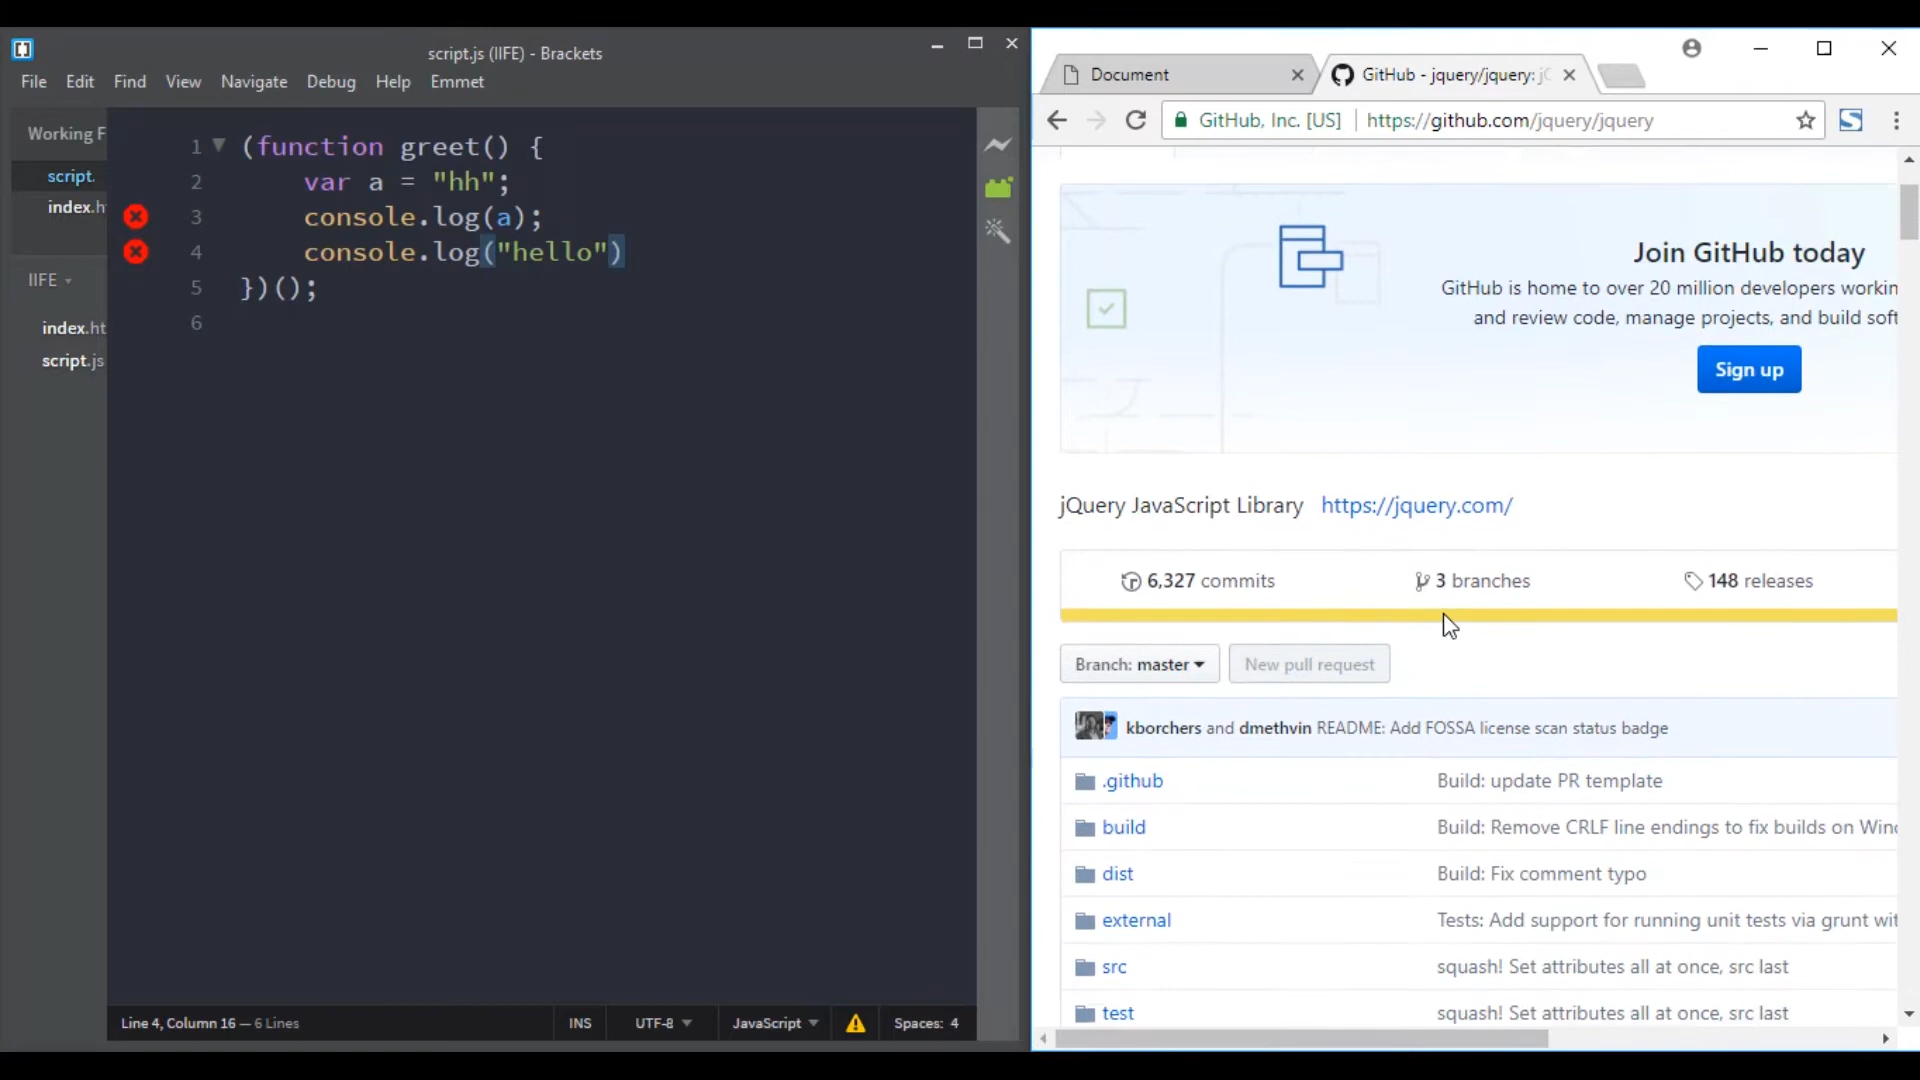 script.js (IIFE) - Brackets
File Edit Find View Navigate Debug Help Emmet
Working F
script.
index.h
IIFE
index.ht
script.js
1 (function greet() {
2 var a = "hh";
3 console.log(a);
4 console.log("hello")
5 })();
6
Line 4, Column 16 — 6 Lines
INS
UTF-8
JavaScript
Spaces: 4
Document
GitHub - jquery/jquery: j
GitHub, Inc. [US] https://github.com/jquery/jquery
Join GitHub today
GitHub is home to over 20 million developers workin
and review code, manage projects, and build soft
Sign up
jQuery JavaScript Library https://jquery.com/
6,327 commits
3 branches
148 releases
Branch: master
New pull request
kborchers and dmethvin README: Add FOSSA license scan status badge
.github Build: update PR template
build Build: Remove CRLF line endings to fix builds on Wind
dist Build: Fix comment typo
external Tests: Add support for running unit tests via grunt wit
src squash! Set attributes all at once, src last
test squash! Set attributes all at once, src last